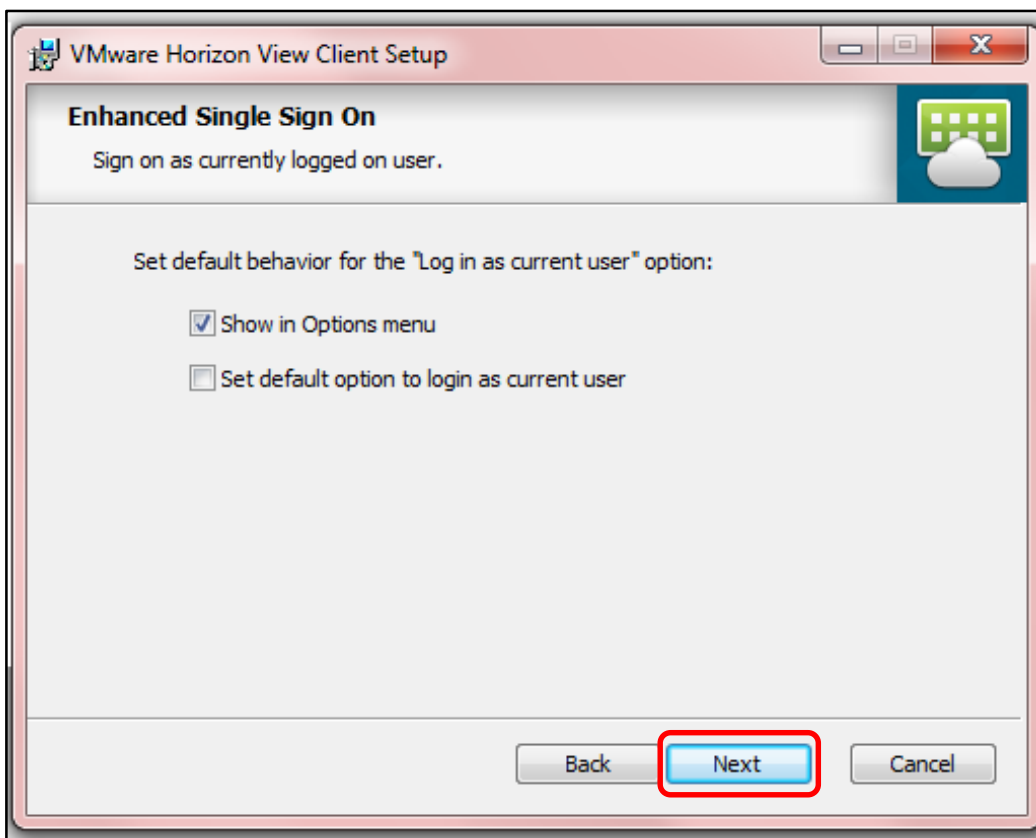 VMware Horizon View Client Setup
Enhanced Single Sign On
Sign on as currently logged on user.
Set default behavior for the "Log in as current user" option:
Show in Options menu
Set default option to login as current user
Back Next Cancel